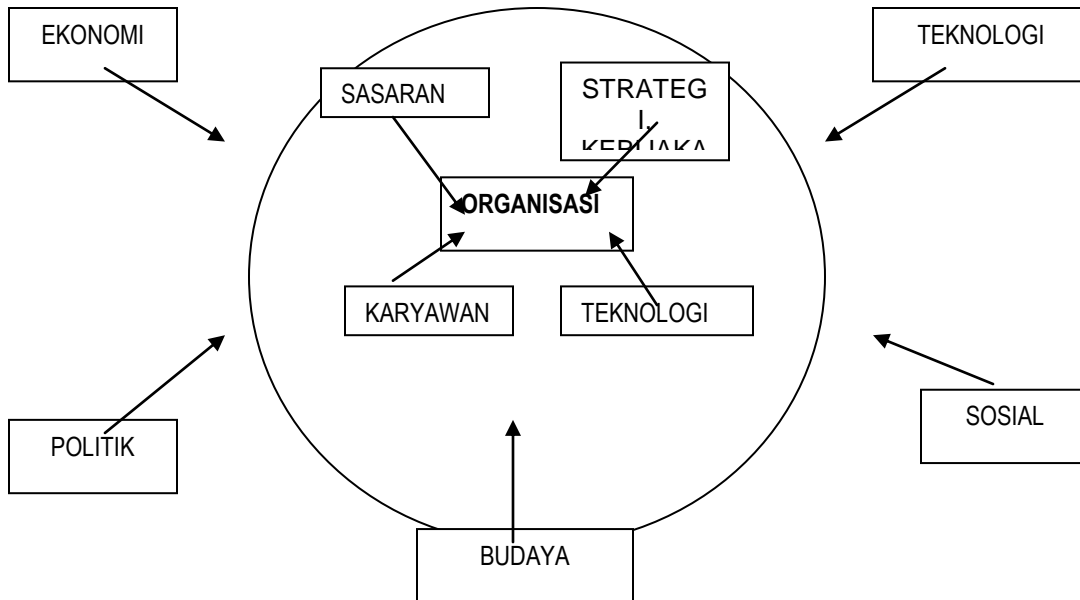 EKONOMI
TEKNOLOGI
SASARAN
STRATEG
I,
ORGANISASI
KARYAWAN
TEKNOLOGI
POLITIK
SOSIAL
BUDAYA